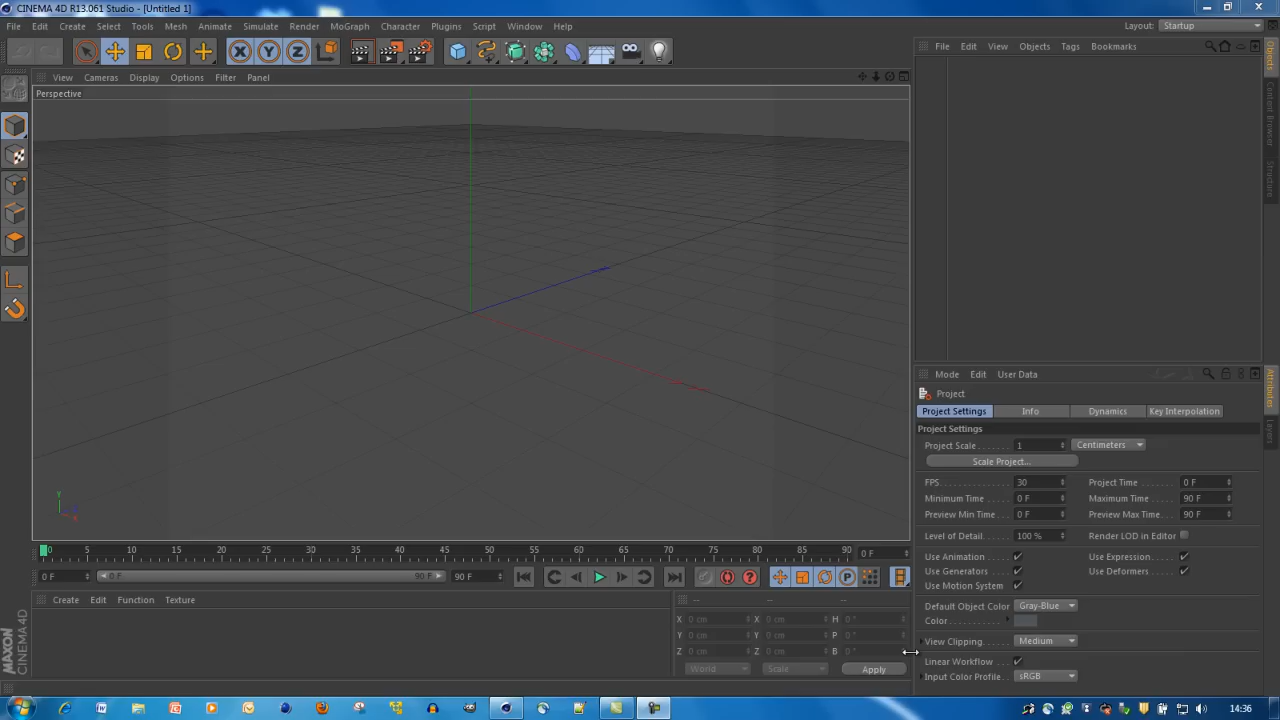 CINEMA 4D R13.061 Studio - [Untitled 1]
File Edit Create Select Tools Mesh Animate Simulate Render MoGraph Character Plugins Script Window Help Layout: Startup
X Y Z
File Edit View Objects Tags Bookmarks
View Cameras Display Options Filter Panel
Perspective
Objects
Content Browser
Structure
Y
X
Mode Edit User Data
Project
Attributes
Layers
Project Settings Info Dynamics Key Interpolation
Project Settings
Project Scale 1 Centimeters
Scale Project...
FPS 30 Project Time 0 F
Minimum Time 0 F Maximum Time 90 F
Preview Min Time 0 F Preview Max Time 90 F
Level of Detail 100 % Render LOD in Editor
Use Animation Use Expression
Use Generators Use Deformers
Use Motion System
Default Object Color Gray-Blue
Color
View Clipping Medium
Linear Workflow
Input Color Profile sRGB
0 5 10 15 20 25 30 35 40 45 50 55 60 65 70 75 80 85 90 0 F
0 F 0 F 90 F 90 F ? P
Create Edit Function Texture
-- -- --
X 0 cm X 0 cm H 0 °
Y 0 cm Y 0 cm P 0 °
Z 0 cm Z 0 cm B 0 °
World Scale Apply
MAXON
CINEMA 4D
14:36